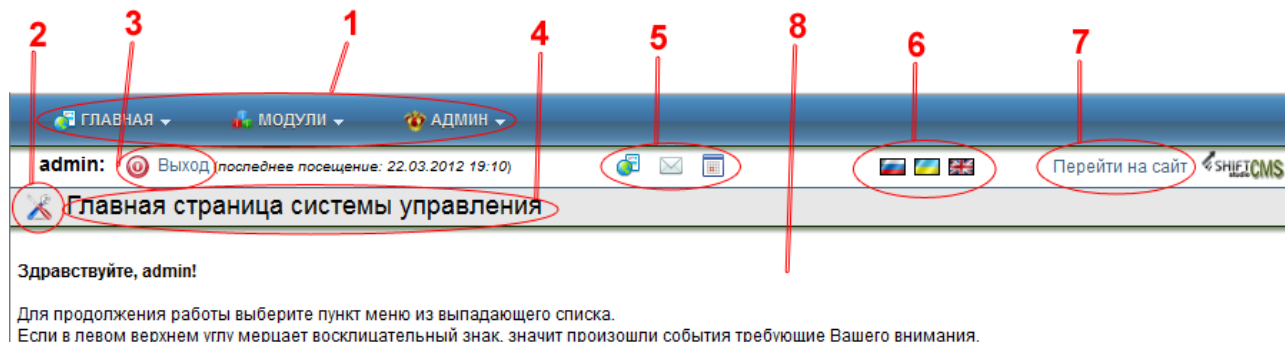 2 3 1 4 5 8 6 7
ГЛАВНАЯ МОДУЛИ АДМИН
admin: Выход (последнее посещение: 22.03.2012 19:10) Перейти на сайт SHIFT studio CMS
Главная страница системы управления
Здравствуйте, admin!
Для продолжения работы выберите пункт меню из выпадающего списка.
Если в левом верхнем углу мерцает восклицательный знак, значит произошли события требующие Вашего внимания.